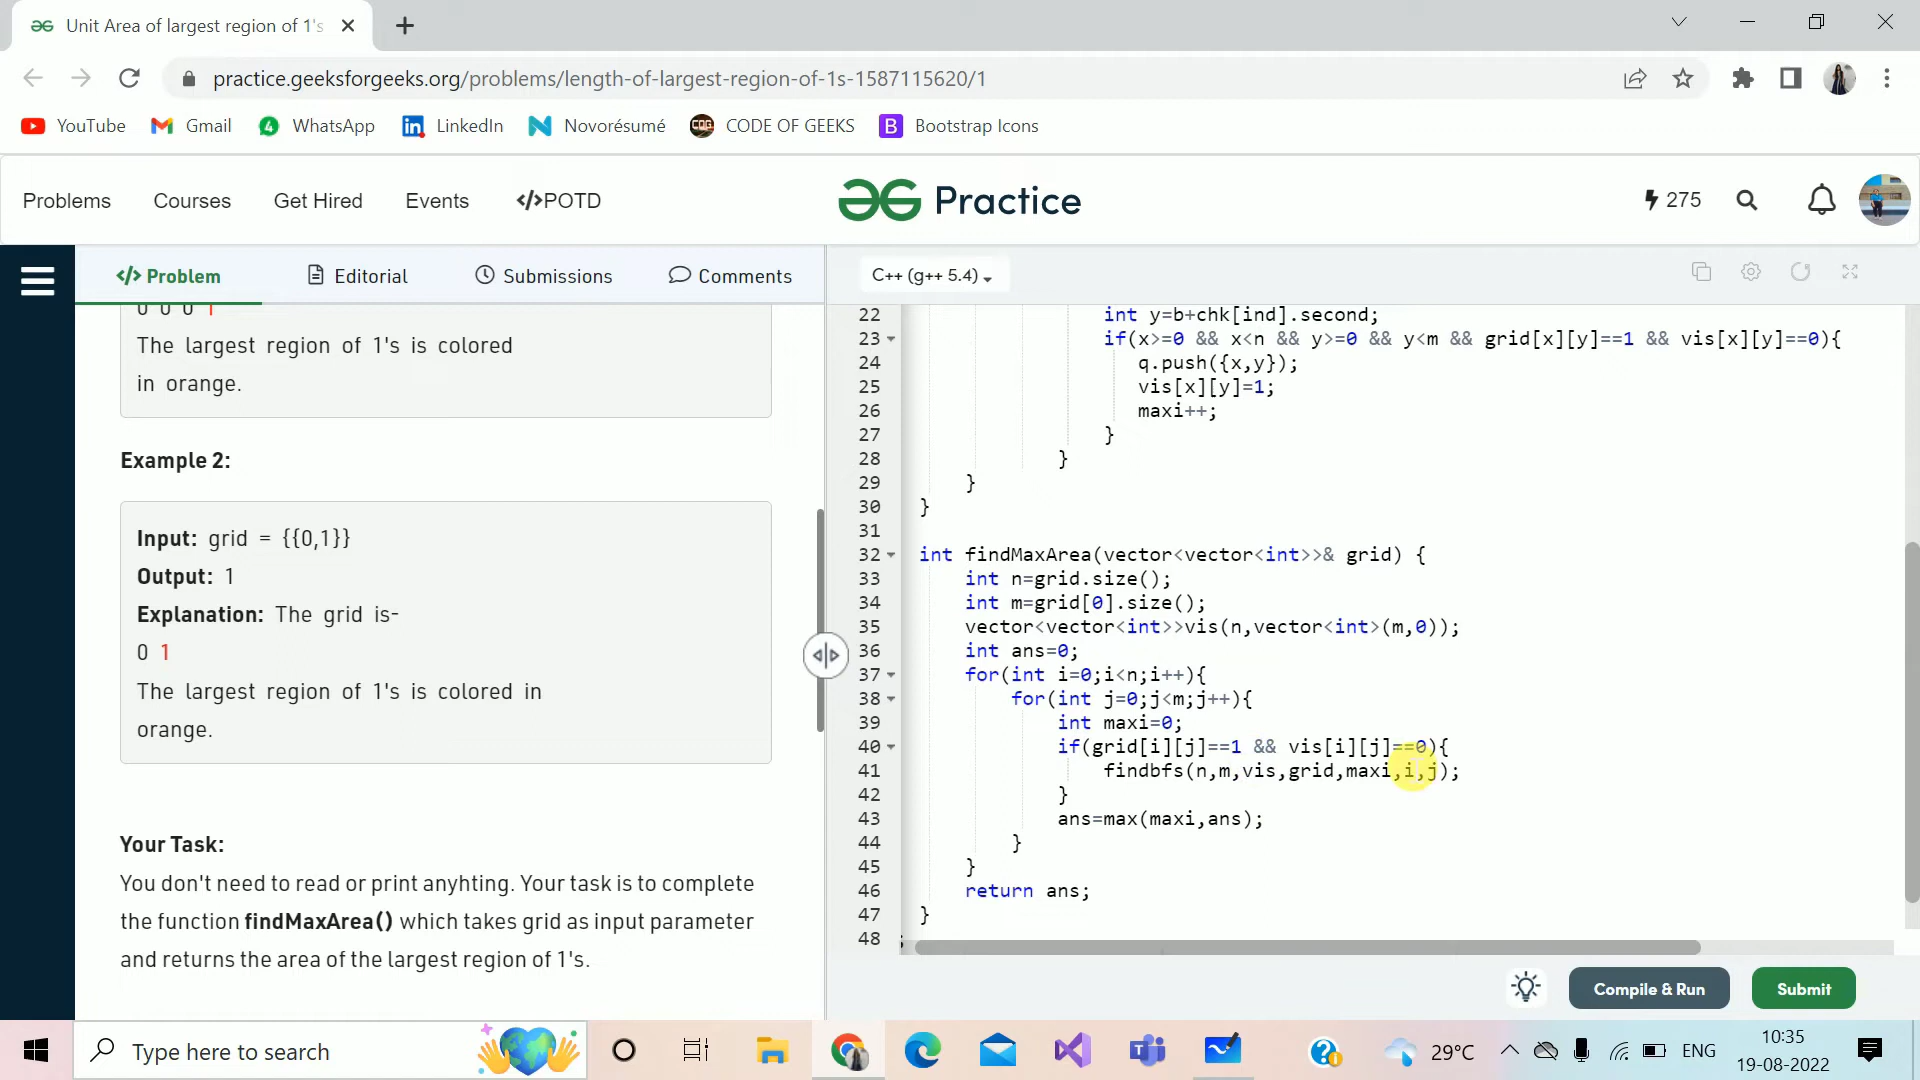 Unit Area of largest region of 1's
practice.geeksforgeeks.org/problems/length-of-largest-region-of-1s-1587115620/1
YouTube Gmail WhatsApp LinkedIn Novorésumé CODE OF GEEKS Bootstrap Icons
Problems Courses Get Hired Events </>POTD Practice 275
</> Problem Editorial Submissions Comments
C++ (g++ 5.4)
0 0 0 1
The largest region of 1's is colored
in orange.
Example 2:
Input: grid = {{0,1}}
Output: 1
Explanation: The grid is-
0 1
The largest region of 1's is colored in
orange.
Your Task:
You don't need to read or print anyhting. Your task is to complete
the function findMaxArea() which takes grid as input parameter
and returns the area of the largest region of 1's.
22 int y=b+chk[ind].second;
23 if(x>=0 && x<n && y>=0 && y<m && grid[x][y]==1 && vis[x][y]==0){
24 q.push({x,y});
25 vis[x][y]=1;
26 maxi++;
27 }
28 }
29 }
30 }
31
32 int findMaxArea(vector<vector<int>>& grid) {
33 int n=grid.size();
34 int m=grid[0].size();
35 vector<vector<int>>vis(n,vector<int>(m,0));
36 int ans=0;
37 for(int i=0;i<n;i++){
38 for(int j=0;j<m;j++){
39 int maxi=0;
40 if(grid[i][j]==1 && vis[i][j]==0){
41 findbfs(n,m,vis,grid,maxi,i,j);
42 }
43 ans=max(maxi,ans);
44 }
45 }
46 return ans;
47 }
48 ;
Compile & Run Submit
Type here to search 29°C ENG 10:35
19-08-2022